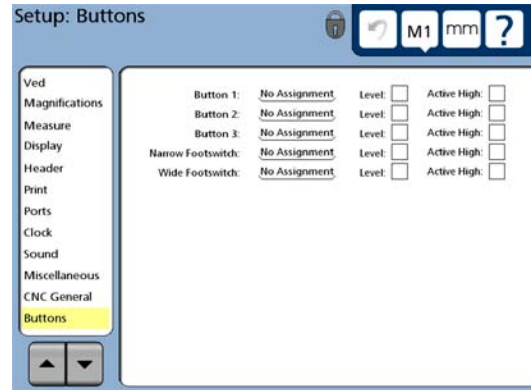 Setup: Buttons
M1 mm ?
Ved
Magnifications
Measure
Display
Header
Print
Ports
Clock
Sound
Miscellaneous
CNC General
Buttons
Button 1: No Assignment Level: Active High:
Button 2: No Assignment Level: Active High:
Button 3: No Assignment Level: Active High:
Narrow Footswitch: No Assignment Level: Active High:
Wide Footswitch: No Assignment Level: Active High: